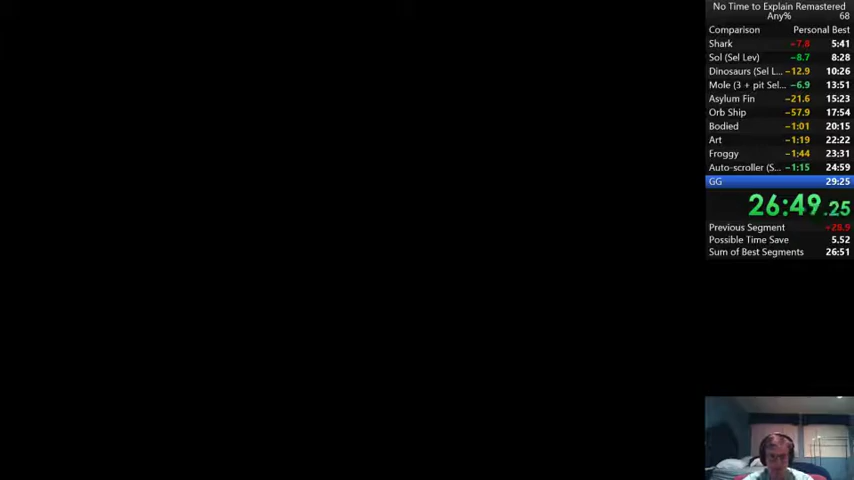 No Time to Explain Remastered
Any% 68
Comparison Personal Best
Shark -7.8 5:41
Sol (Sel Lev) -8.7 8:28
Dinosaurs (Sel L... -12.9 10:26
Mole (3 + pit Sel... -6.9 13:51
Asylum Fin -21.6 15:23
Orb Ship -57.9 17:54
Bodied -1:01 20:15
Art -1:19 22:22
Froggy -1:44 23:31
Auto-scroller (S... -1:15 24:59
GG 29:25
26:49.25
Previous Segment +28.9
Possible Time Save 5.52
Sum of Best Segments 26:51